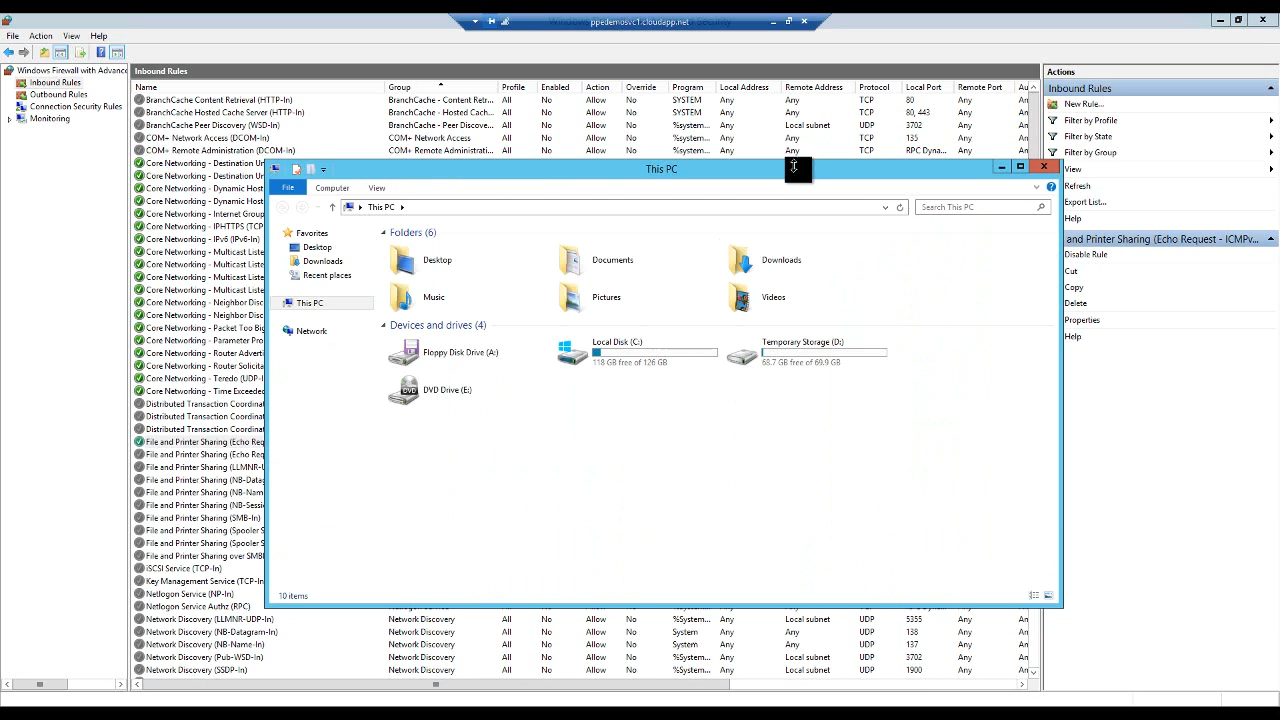 ppedemosvc1.cloudapp.net
File Action View Help
Windows Firewall with Advance
Inbound Rules
Outbound Rules
Connection Security Rules
Monitoring
Inbound Rules
Name Group Profile Enabled Action Override Program Local Address Remote Address Protocol Local Port Remote Port Au
BranchCache Content Retrieval (HTTP-In) BranchCache - Content Retr... All No Allow No SYSTEM Any Any TCP 80 Any An
BranchCache Hosted Cache Server (HTTP-In) BranchCache - Hosted Cach... All No Allow No SYSTEM Any Any TCP 80, 443 Any An
BranchCache Peer Discovery (WSD-In) BranchCache - Peer Discove... All No Allow No %system... Any Local subnet UDP 3702 Any An
COM+ Network Access (DCOM-In) COM+ Network Access All No Allow No %system... Any Any TCP 135 Any An
COM+ Remote Administration (DCOM-In) COM+ Remote Administrati... All No Allow No %system... Any Any TCP RPC Dyna... Any An
Core Networking - Destination Un
Core Networking - Destination Un
Core Networking - Dynamic Host
Core Networking - Dynamic Host
Core Networking - Internet Group
Core Networking - IPHTTPS (TCP
Core Networking - IPv6 (IPv6-In)
Core Networking - Multicast Liste
Core Networking - Multicast Liste
Core Networking - Multicast Liste
Core Networking - Multicast Liste
Core Networking - Neighbor Disc
Core Networking - Neighbor Disc
Core Networking - Packet Too Big
Core Networking - Parameter Pro
Core Networking - Router Adverti
Core Networking - Router Solicita
Core Networking - Teredo (UDP-In
Core Networking - Time Exceeded
Distributed Transaction Coordinat
Distributed Transaction Coordinat
Distributed Transaction Coordinat
File and Printer Sharing (Echo Req
File and Printer Sharing (Echo Req
File and Printer Sharing (LLMNR-U
File and Printer Sharing (NB-Datag
File and Printer Sharing (NB-Nam
File and Printer Sharing (NB-Sessi
File and Printer Sharing (SMB-In)
File and Printer Sharing (Spooler S
File and Printer Sharing (Spooler S
File and Printer Sharing over SMB
iSCSI Service (TCP-In)
Key Management Service (TCP-In
Netlogon Service (NP-In)
Netlogon Service Authz (RPC)
Network Discovery (LLMNR-UDP-In) Network Discovery All No Allow No %System... Any Local subnet UDP 5355 Any An
Network Discovery (NB-Datagram-In) Network Discovery All No Allow No System Any Any UDP 138 Any An
Network Discovery (NB-Name-In) Network Discovery All No Allow No System Any Any UDP 137 Any An
Network Discovery (Pub-WSD-In) Network Discovery All No Allow No %System... Any Local subnet UDP 3702 Any An
Network Discovery (SSDP-In) Network Discovery All No Allow No %System... Any Local subnet UDP 1900 Any An
This PC
File Computer View
This PC
Search This PC
Favorites
Desktop
Downloads
Recent places
This PC
Network
Folders (6)
Desktop Documents Downloads
Music Pictures Videos
Devices and drives (4)
Floppy Disk Drive (A:)
Local Disk (C:)
118 GB free of 126 GB
Temporary Storage (D:)
68.7 GB free of 69.9 GB
DVD Drive (E:)
DVD
10 items
Actions
Inbound Rules
New Rule...
Filter by Profile
Filter by State
Filter by Group
View
Refresh
Export List...
Help
and Printer Sharing (Echo Request - ICMPv...
Disable Rule
Cut
Copy
Delete
Properties
Help